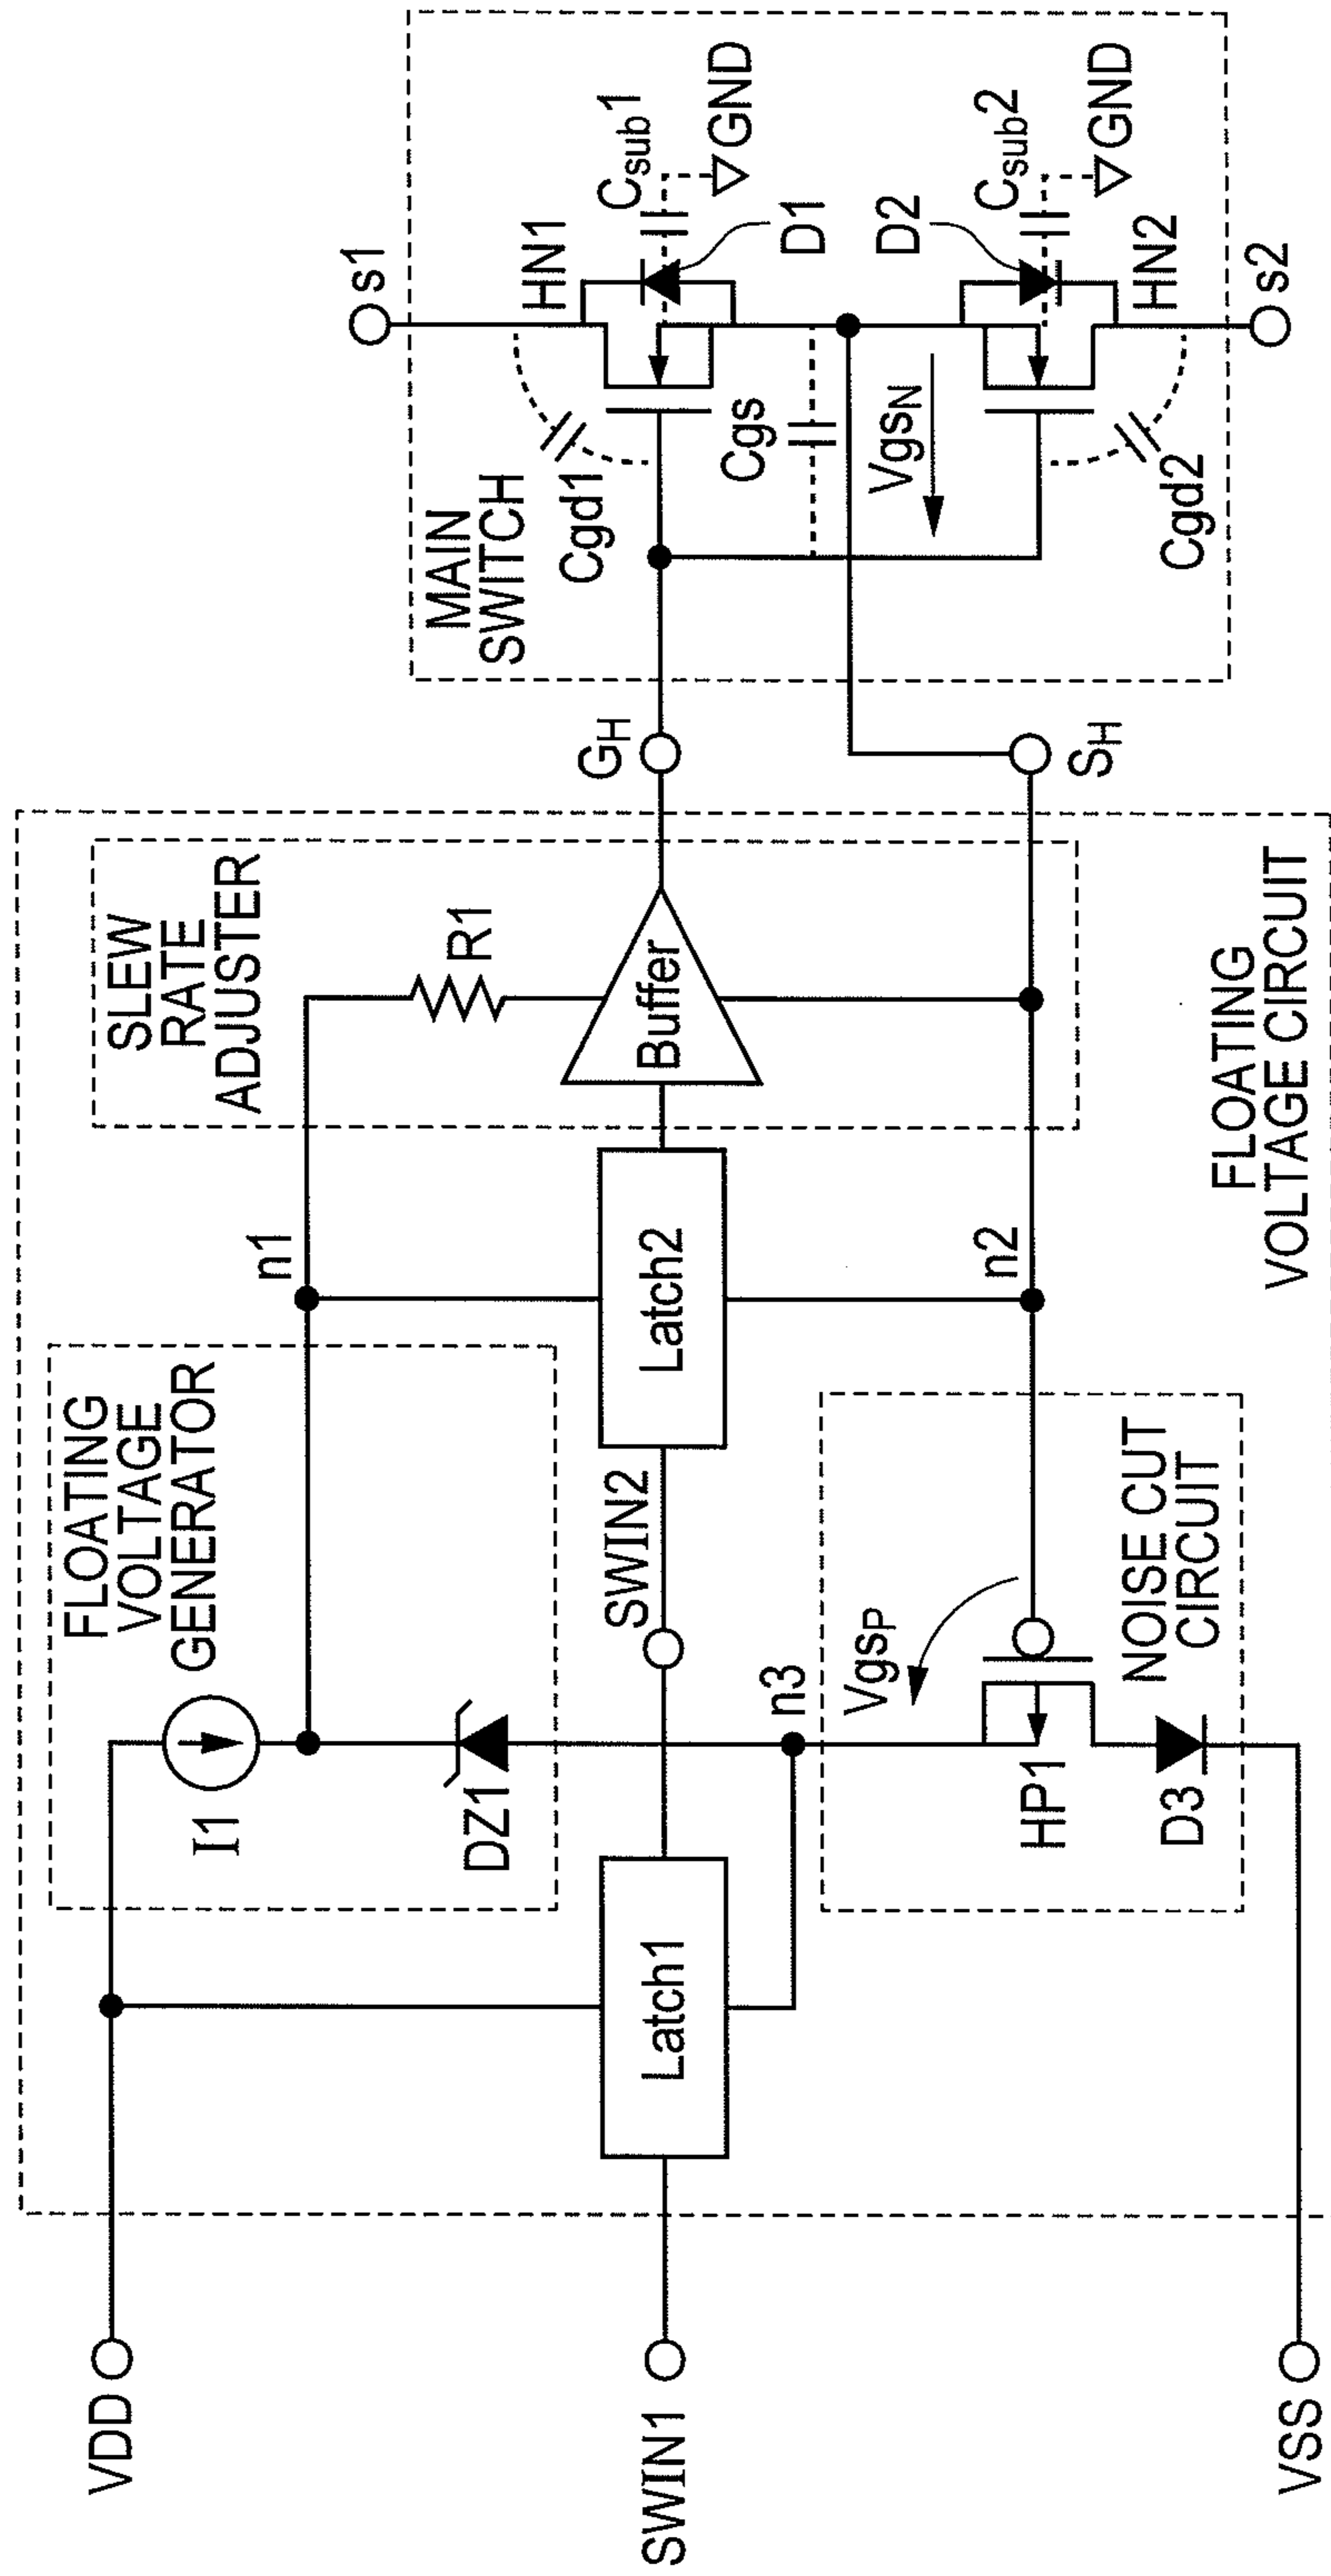 VDD
SWIN1
VSS
FLOATING
VOLTAGE
GENERATOR
I1
DZ1
Latch1
n3
SWIN2
n1
Latch2
n2
VgsP
HP1
D3
NOISE CUT
CIRCUIT
SLEW
RATE
ADJUSTER
R1
Buffer
FLOATING
VOLTAGE CIRCUIT
GH
SH
MAIN
SWITCH
Cgd1
Cgs
VgsN
Cgd2
s1
HN1
Csub1
GND
D1
D2
Csub2
GND
HN2
s2